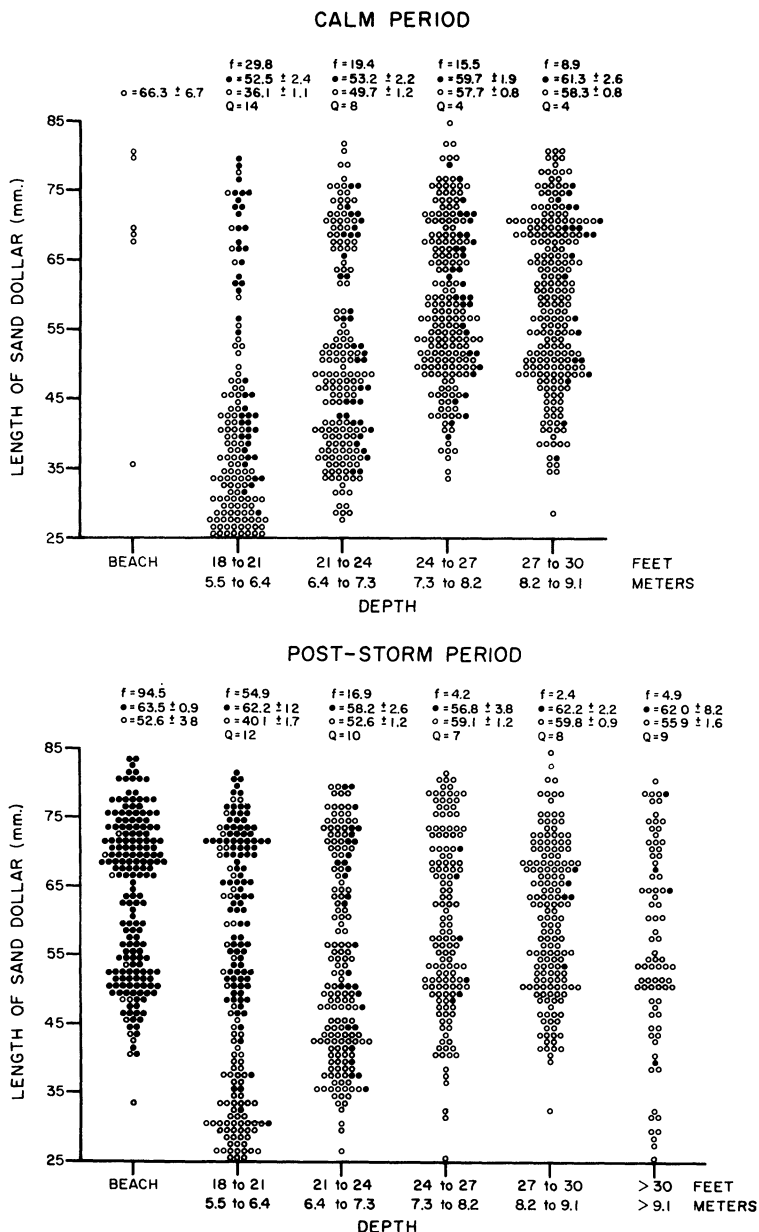 CALM PERIOD
f = 29.8 f = 19.4 f = 15.5 f = 8.9
● = 52.5 ± 2.4 ● = 53.2 ± 2.2 ● = 59.7 ± 1.9 ● = 61.3 ± 2.6
○ = 66.3 ± 6.7 ○ = 36.1 ± 1.1 ○ = 49.7 ± 1.2 ○ = 57.7 ± 0.8 ○ = 58.3 ± 0.8
Q = 14 Q = 8 Q = 4 Q = 4
LENGTH OF SAND DOLLAR (mm.)
85
75
65
55
45
35
25
BEACH 18 to 21 21 to 24 24 to 27 27 to 30 FEET
5.5 to 6.4 6.4 to 7.3 7.3 to 8.2 8.2 to 9.1 METERS
DEPTH
POST-STORM PERIOD
f = 94.5 f = 54.9 f = 16.9 f = 4.2 f = 2.4 f = 4.9
● = 63.5 ± 0.9 ● = 62.2 ± 12 ● = 58.2 ± 2.6 ● = 56.8 ± 3.8 ● = 62.2 ± 2.2 ● = 62 0 ± 8.2
○ = 52.6 ± 3 8 ○ = 40 1 ± 1.7 ○ = 52.6 ± 1.2 ○ = 59.1 ± 1.2 ○ = 59.8 ± 0.9 ○ = 55 9 ± 1.6
Q = 12 Q = 10 Q = 7 Q = 8 Q = 9
LENGTH OF SAND DOLLAR (mm.)
85
75
65
55
45
35
25
BEACH 18 to 21 21 to 24 24 to 27 27 to 30 > 30 FEET
5.5 to 6.4 6.4 to 7.3 7.3 to 8.2 8.2 to 9.1 > 9.1 METERS
DEPTH